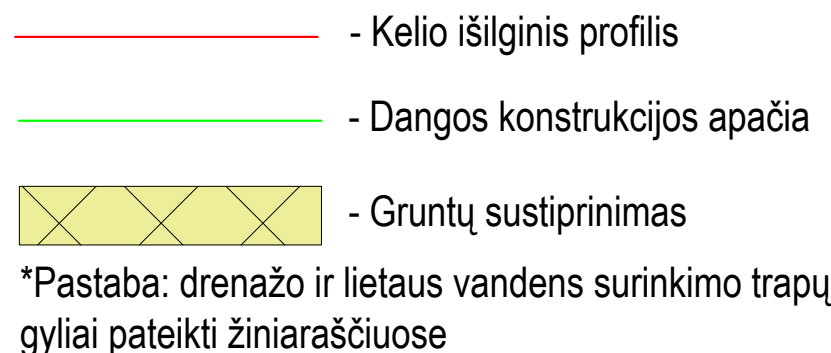 - Kelio išilginis profilis
- Dangos konstrukcijos apačia
- Gruntų sustiprinimas
*Pastaba: drenažo ir lietaus vandens surinkimo trapų
gyliai pateikti žiniaraščiuose